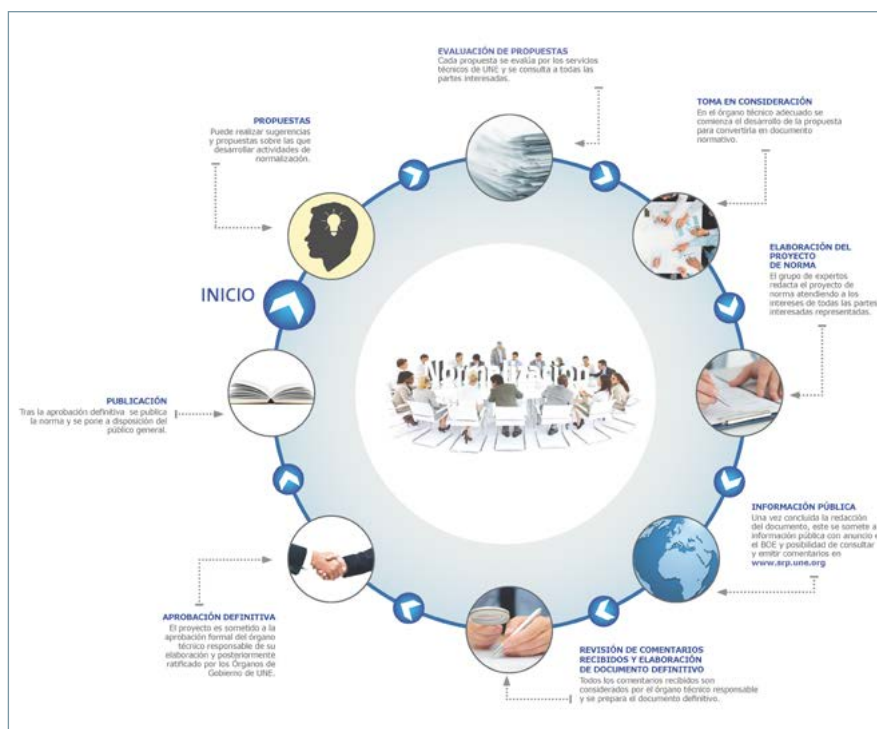 EVALUACIÓN DE PROPUESTAS
Cada propuesta se evalúa por los servicios
técnicos de UNE y se consulta a todas las
partes interesadas.
TOMA EN CONSIDERACIÓN
En el órgano técnico adecuado se
comienza el desarrollo de la propuesta
para convertirla en documento
normativo.
PROPUESTAS
Puede realizar sugerencias
y propuestas sobre las que
desarrollar actividades de
normalización.
ELABORACIÓN DEL
PROYECTO
DE NORMA
El grupo de expertos
redacta el proyecto de
norma atendiendo a los
intereses de todas las partes
interesadas representadas.
INICIO
Normalización
PUBLICACIÓN
Tras la aprobación definitiva se publica
la norma y se pone a disposición del
público general.
INFORMACIÓN PÚBLICA
Una vez concluida la redacción
del documento, este se somete a
información pública con anuncio e
el BOE y posibilidad de consultar
y emitir comentarios en
www.srp.une.org
APROBACIÓN DEFINITIVA
El proyecto es sometido a la
aprobación formal del órgano
técnico responsable de su
elaboración y posteriormente
ratificado por los Órganos de
Gobierno de UNE.
REVISIÓN DE COMENTARIOS
RECIBIDOS Y ELABORACIÓN
DE DOCUMENTO DEFINITIVO
Todos los comentarios recibidos son
considerados por el órgano técnico responsable
y se prepara el documento definitivo.